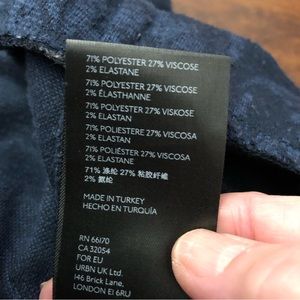 71% POLYESTER 27% VISCOSE
2% ELASTANE
71% POLYESTER 27% VISCOSE
2% ÉLASTHANNE
71% POLYESTER 27% VISKOSE
2% ELASTAN
71% POLIESTERE 27% VISCOSA
2% ELASTAN
71% POLIÉSTER 27% VISCOSA
2% ELASTANE
71% 涤纶 27% 粘胶纤维
2% 氨纶
MADE IN TURKEY
HECHO EN TURQUÍA
RN 66170
CA 32054
FOR EU
URBN UK Ltd.
146 Brick Lane,
LONDON E1 6RU